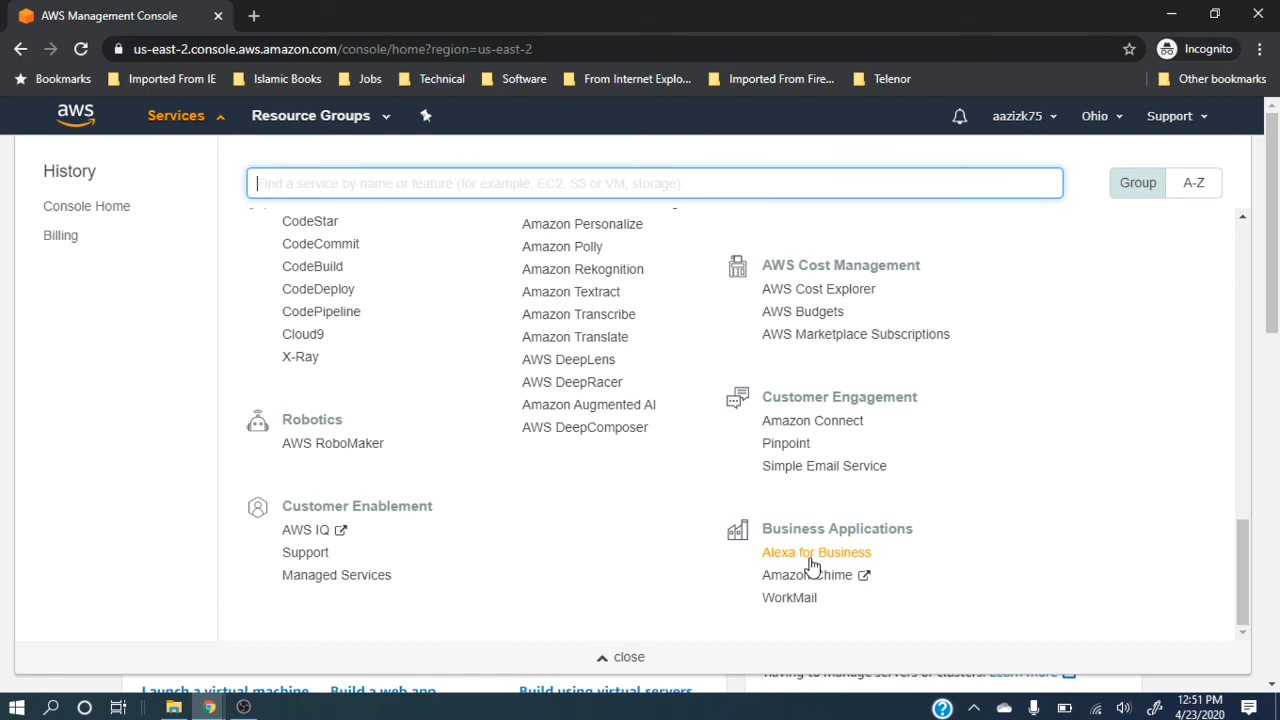 AWS Management Console
us-east-2.console.aws.amazon.com/console/home?region=us-east-2
Incognito
Bookmarks
Imported From IE
Islamic Books
Jobs
Technical
Software
From Internet Explo...
Imported From Fire...
Telenor
Other bookmarks
aws
Services
Resource Groups
aazizk75
Ohio
Support
History
Console Home
Billing
Find a service by name or feature (for example, EC2, S3 or VM, storage).
Group
A-Z
CodeStar
CodeCommit
CodeBuild
CodeDeploy
CodePipeline
Cloud9
X-Ray
Robotics
AWS RoboMaker
Customer Enablement
AWS IQ
Support
Managed Services
Amazon Personalize
Amazon Polly
Amazon Rekognition
Amazon Textract
Amazon Transcribe
Amazon Translate
AWS DeepLens
AWS DeepRacer
Amazon Augmented AI
AWS DeepComposer
AWS Cost Management
AWS Cost Explorer
AWS Budgets
AWS Marketplace Subscriptions
Customer Engagement
Amazon Connect
Pinpoint
Simple Email Service
Business Applications
Alexa for Business
Amazon Chime
WorkMail
close
Launch a virtual machine
Build a web app
Build using virtual servers
having to manage servers or clusters. Learn more
12:51 PM
4/23/2020